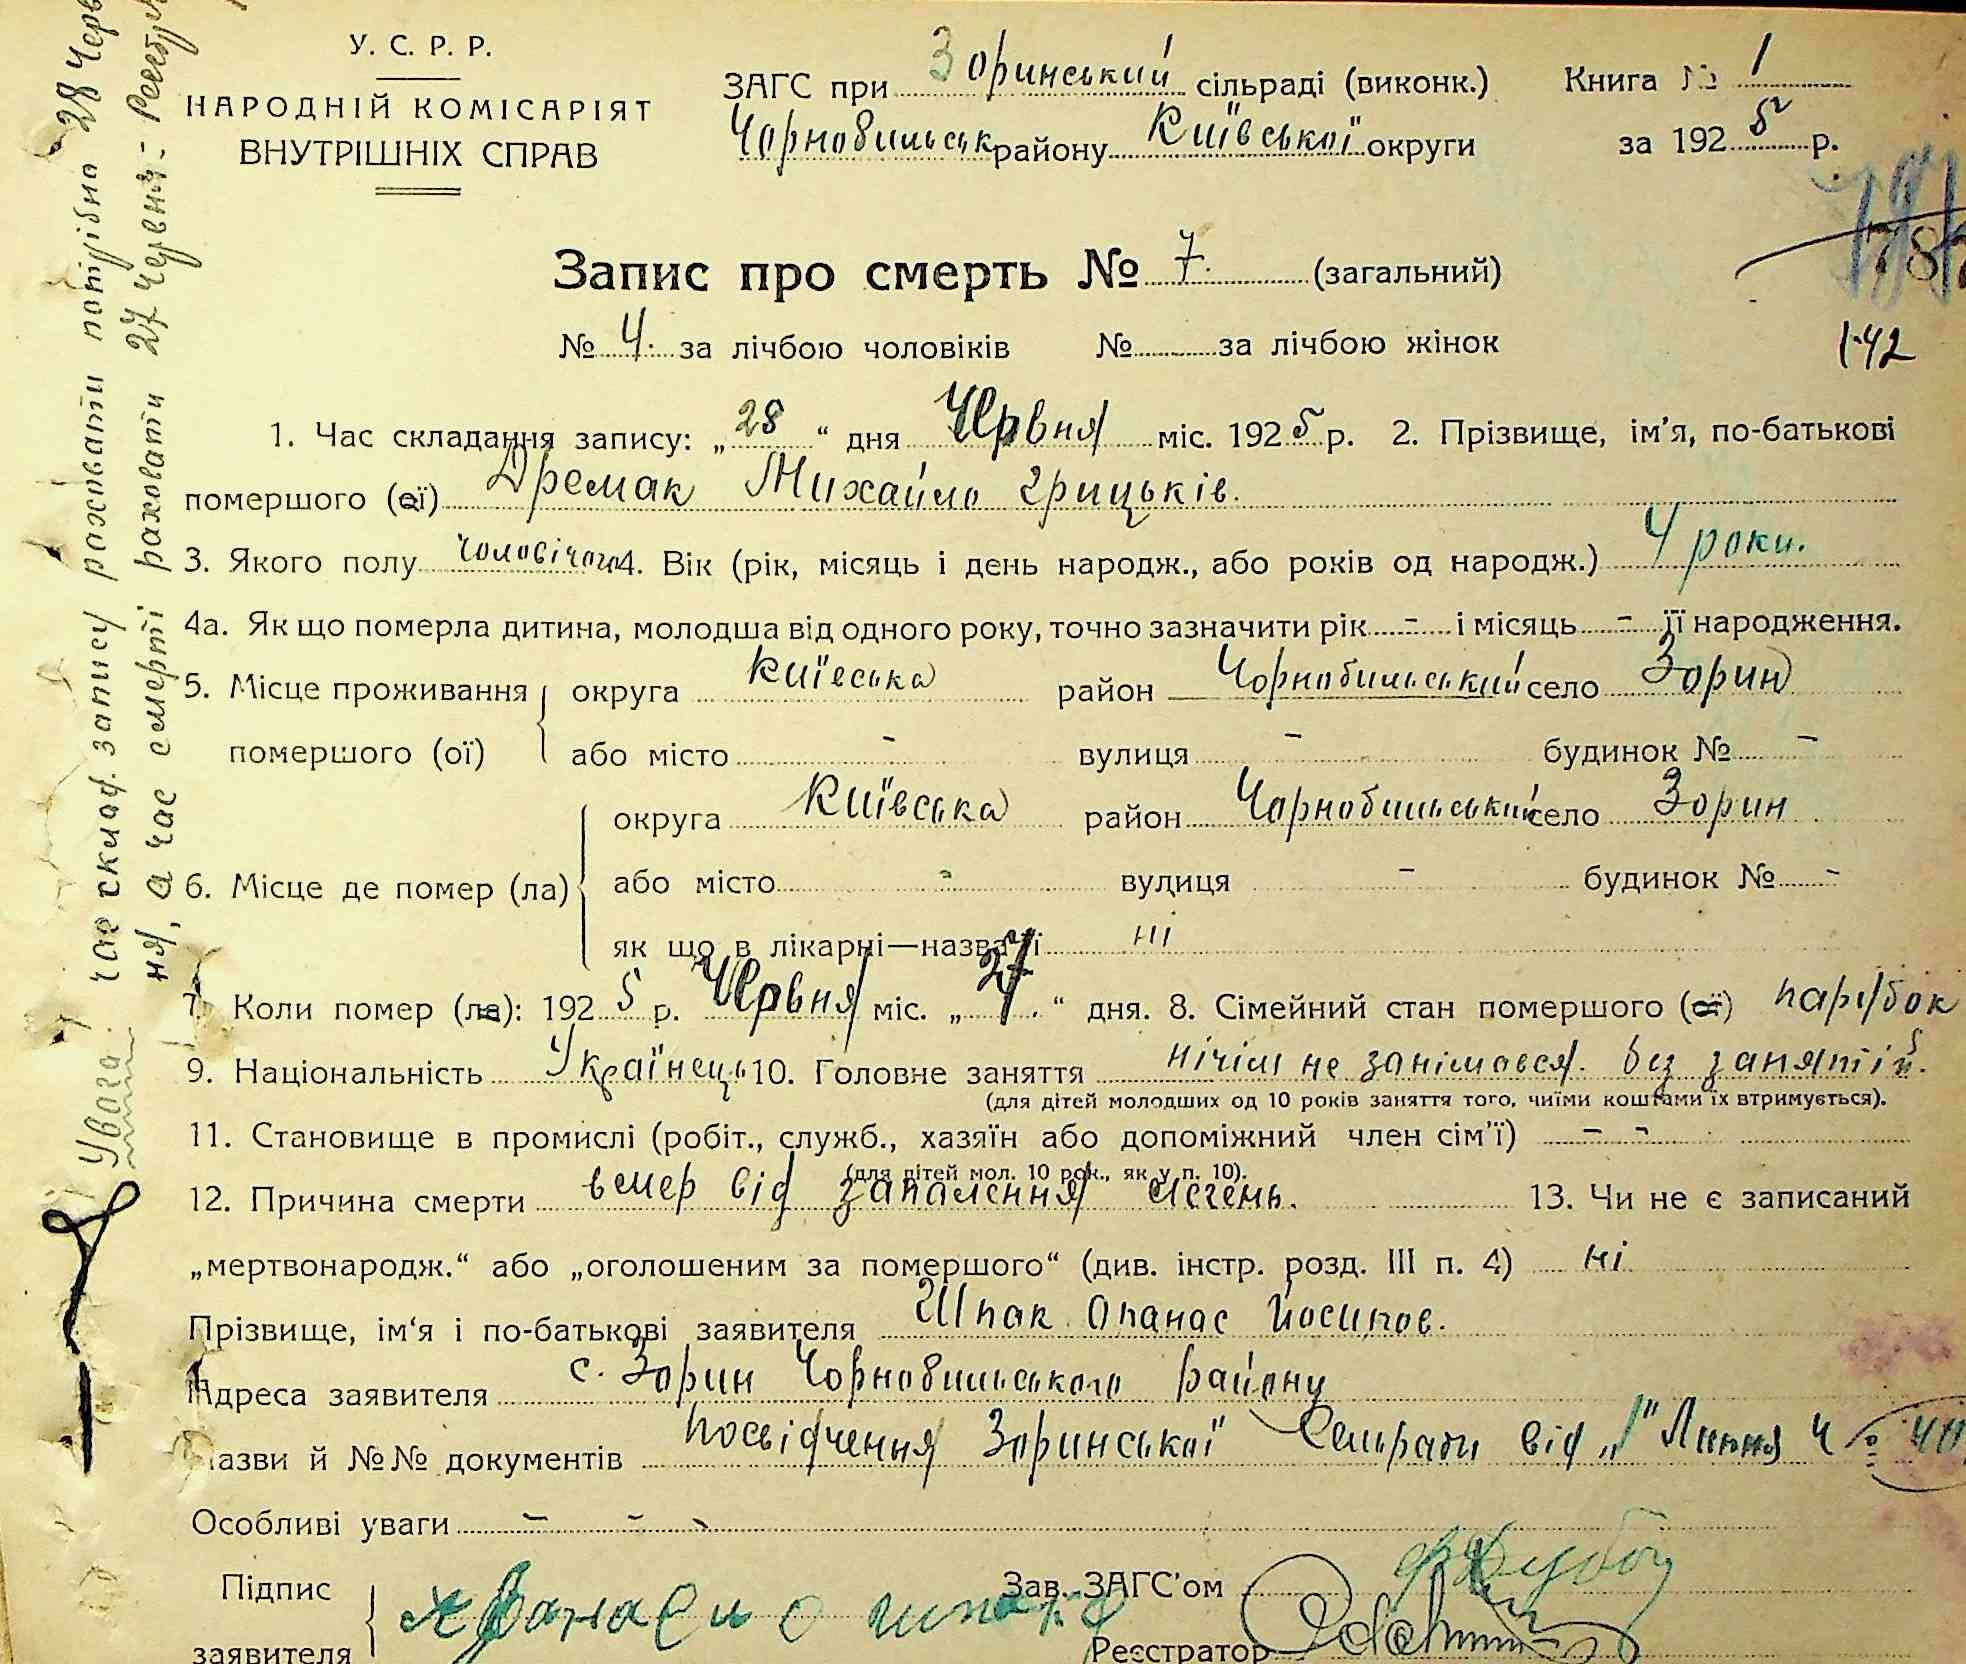 У. С. Р. Р.
НАРОДНІЙ КОМІСАРІЯТ
ВНУТРІШНІХ СПРАВ
ЗАГС при Зоринський сільраді (виконк.)
Чорнобильськ району Київської округи
Книга № 1
за 1925 р.
Запис про смерть № 7. (загальний)
№ 4. за лічбою чоловіків № за лічбою жінок
1·42
1. Час складання запису: „28“ дня Червня міс. 1925 р. 2. Прізвище, ім'я, по-батькові
помершого (ої) Дремак Михайло Грицьків.
3. Якого полу чоловічого 4. Вік (рік, місяць і день народж., або років од народж.) 4 роки.
4а. Як що померла дитина, молодша від одного року, точно зазначити рік - і місяць - її народження.
5. Місце проживання округа Київська район Чорнобильський село Зорин
помершого (ої) або місто - вулиця - будинок № -
округа Київська район Чорнобильський село Зорин
6. Місце де помер (ла) або місто - вулиця - будинок № -
як що в лікарні—назва її ні
7. Коли помер (ла): 1925 р. Червня міс. „27.“ дня. 8. Сімейний стан помершого (ої) парубок
9. Національність Українець 10. Головне заняття нічім не занімався. без занятій.
(для дітей молодших од 10 років заняття того, чиїми коштами їх втримується).
11. Становище в промислі (робіт., служб., хазяїн або допоміжний член сім'ї) - -
(для дітей мол. 10 рок., як у п. 10).
12. Причина смерти вмер від запалення легень. 13. Чи не є записаний
„мертвонародж.“ або „оголошеним за помершого“ (див. інстр. розд. III п. 4) ні
Прізвище, ім'я і по-батькові заявителя Шпак Опанас Йосипов.
Адреса заявителя с. Зорин Чорнобильського району
Назви й №№ документів посвідчення Зоринської Сельради від „1“ Липня ч 40
Особливі уваги - - -
Підпис
заявителя
Зав. ЗАГС'ом
Реєстратор
Увага: час склад. запису раховати потрібно 28 Черв
ня, а час смерті раховати 27 червня:-